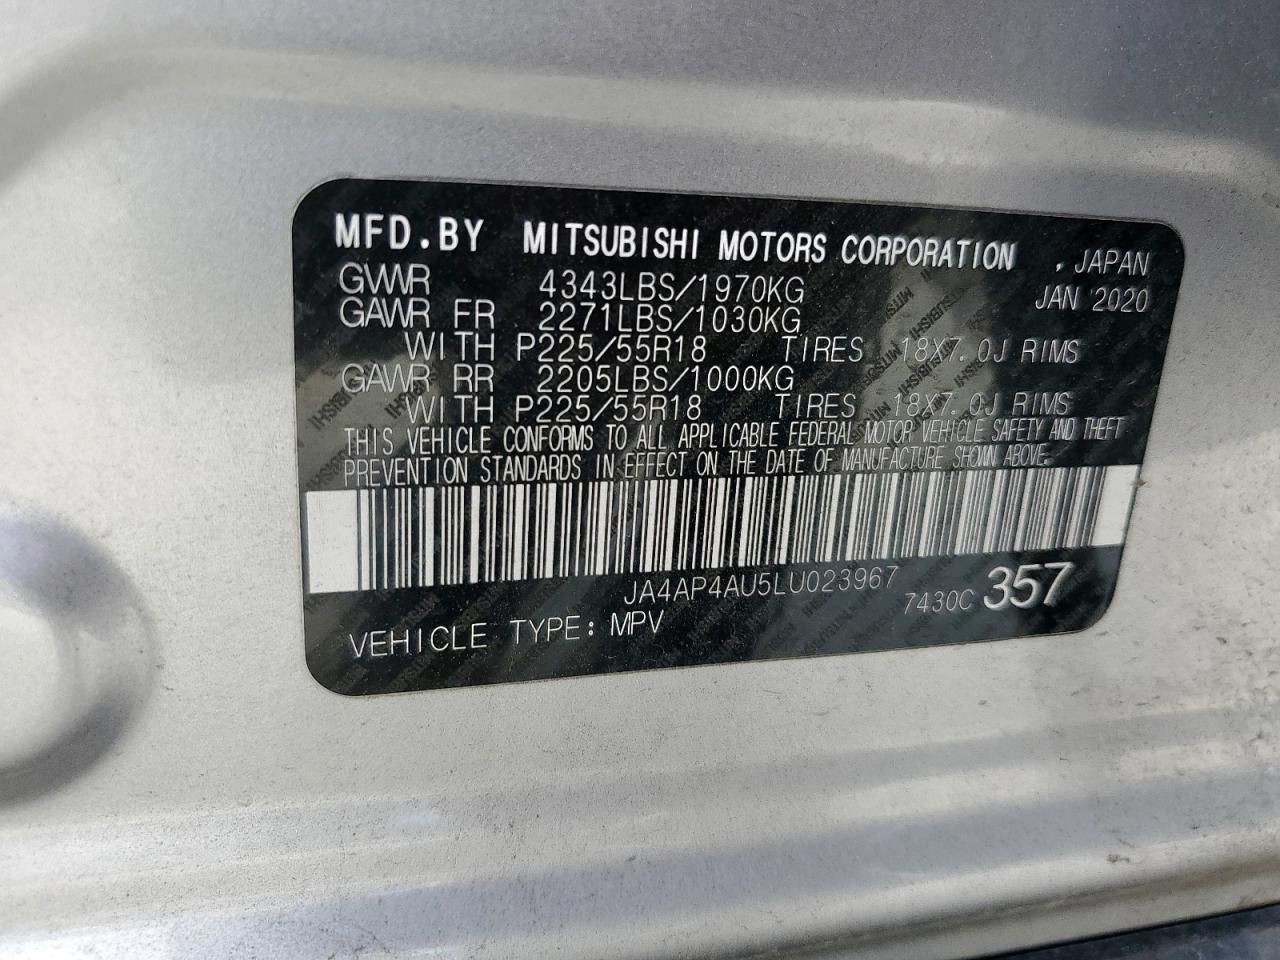 MFD.BY MITSUBISHI MOTORS CORPORATION , JAPAN
GVWR 4343LBS/1970KG JAN 2020
GAWR FR 2271LBS/1030KG
WITH P225/55R18 TIRES 18X7.0J RIMS
GAWR RR 2205LBS/1000KG
WITH P225/55R18 TIRES 18X7.0J RIMS
THIS VEHICLE CONFORMS TO ALL APPLICABLE FEDERAL MOTOR VEHICLE SAFETY AND THEFT
PREVENTION STANDARDS IN EFFECT ON THE DATE OF MANUFACTURE SHOWN ABOVE.
JA4AP4AU5LU023967
7430C 357
VEHICLE TYPE: MPV